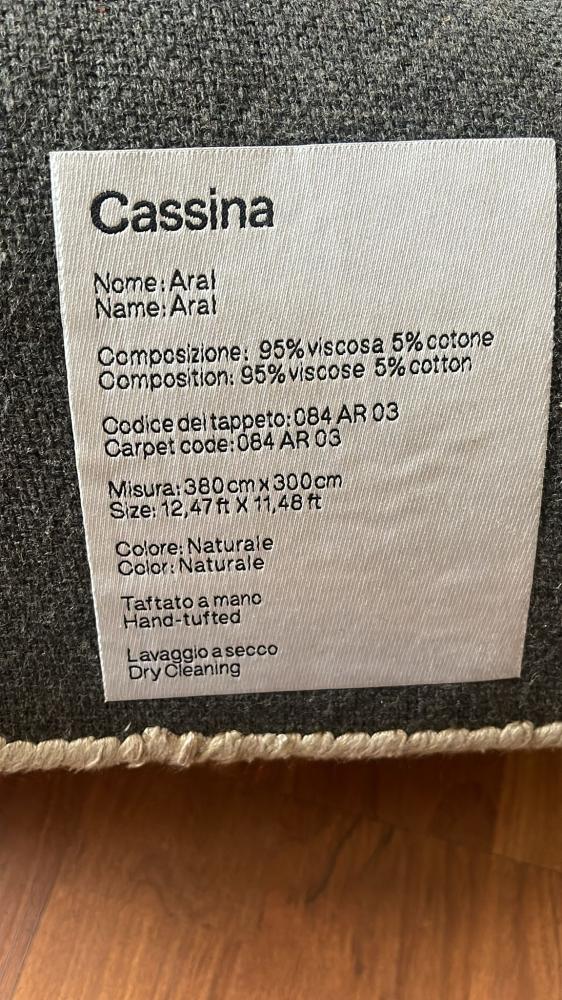 Cassina
Nome: Aral
Name: Aral
Composizione: 95% viscosa 5% cotone
Composition: 95% viscose 5% cotton
Codice del tappeto: 084 AR 03
Carpet code: 084 AR 03
Misura: 380 cm x 300 cm
Size: 12,47 ft X 11,48 ft
Colore: Naturale
Color: Naturale
Taftato a mano
Hand-tufted
Lavaggio a secco
Dry Cleaning